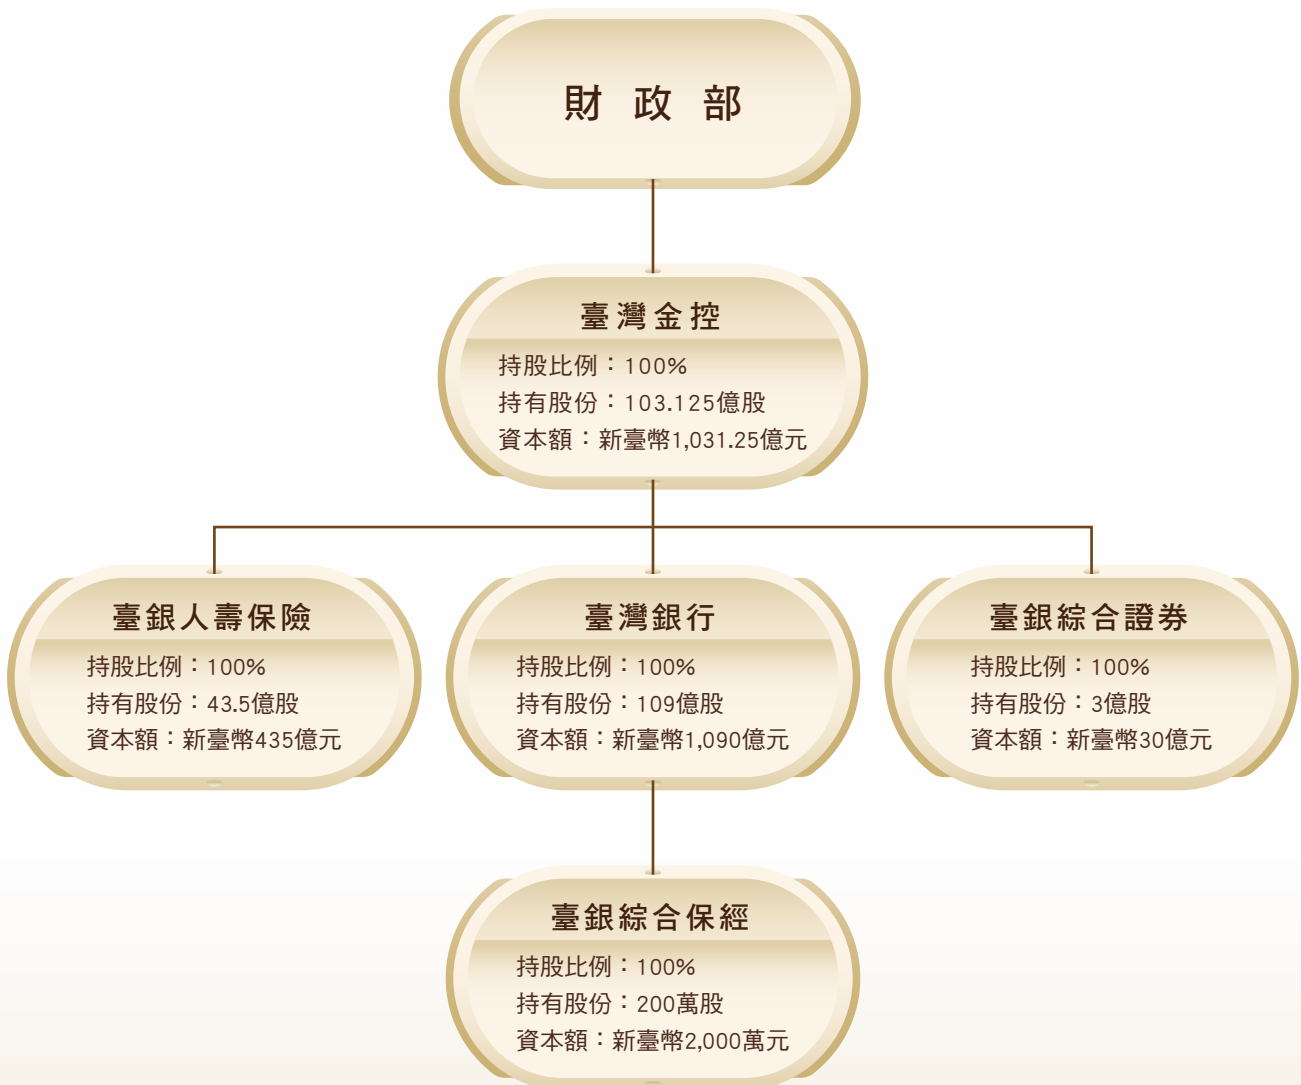 財政部
臺灣金控
持股比例：100%
持有股份：103.125億股
資本額：新臺幣1,031.25億元
臺銀人壽保險
持股比例：100%
持有股份：43.5億股
資本額：新臺幣435億元
臺灣銀行
持股比例：100%
持有股份：109億股
資本額：新臺幣1,090億元
臺銀綜合證券
持股比例：100%
持有股份：3億股
資本額：新臺幣30億元
臺銀綜合保經
持股比例：100%
持有股份：200萬股
資本額：新臺幣2,000萬元